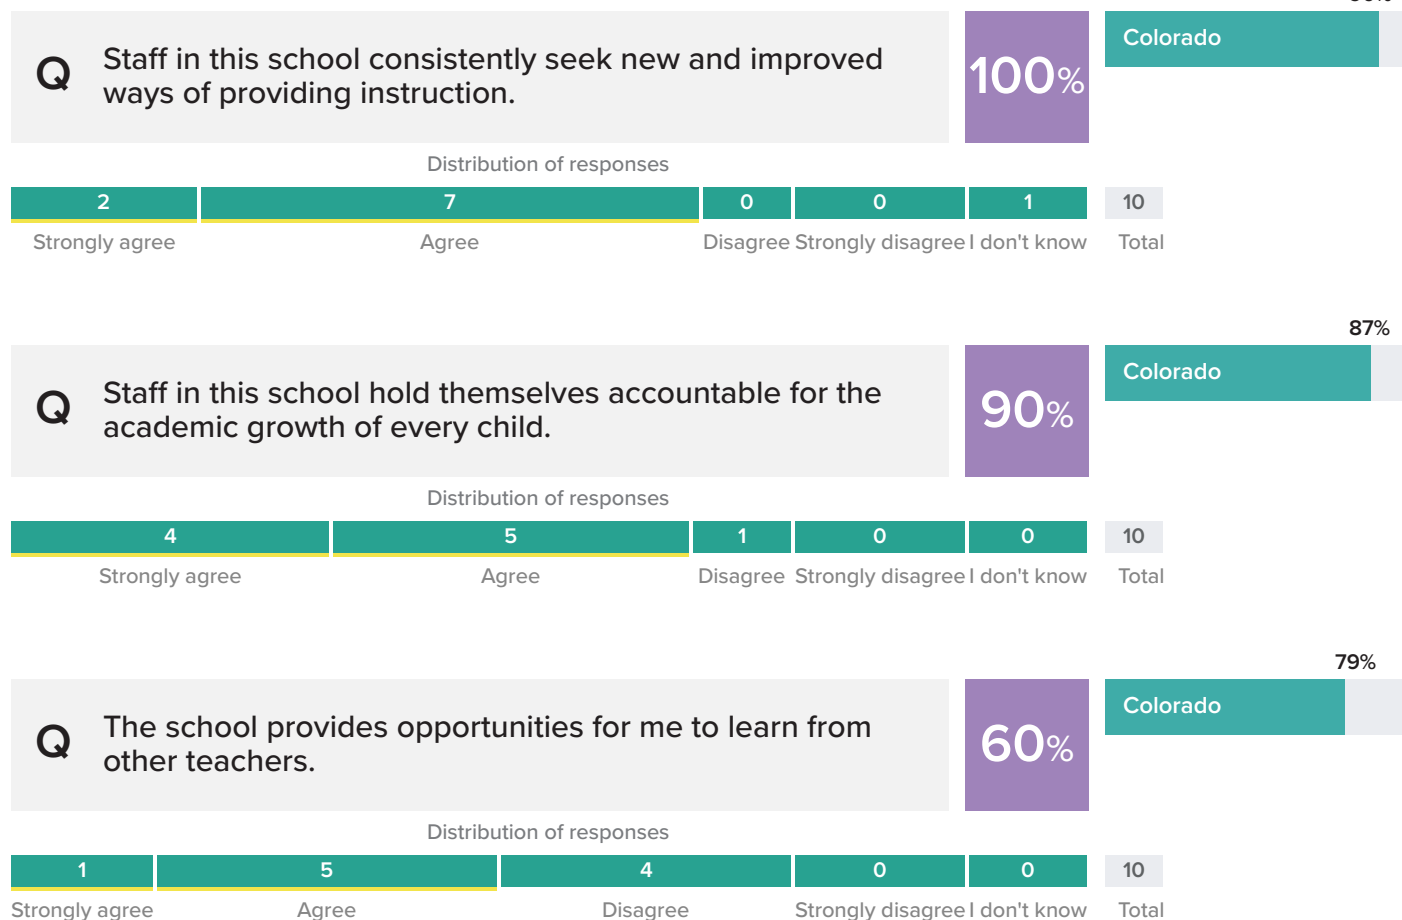 Q
Staff in this school consistently seek new and improved
ways of providing instruction.
100%
Colorado
Distribution of responses
2 7 0 0 1 10
Strongly agree Agree Disagree Strongly disagree I don't know Total
87%
Q
Staff in this school hold themselves accountable for the
academic growth of every child.
90%
Colorado
Distribution of responses
4 5 1 0 0 10
Strongly agree Agree Disagree Strongly disagree I don't know Total
79%
Q
The school provides opportunities for me to learn from
other teachers.
60%
Colorado
Distribution of responses
1 5 4 0 0 10
Strongly agree Agree Disagree Strongly disagree I don't know Total